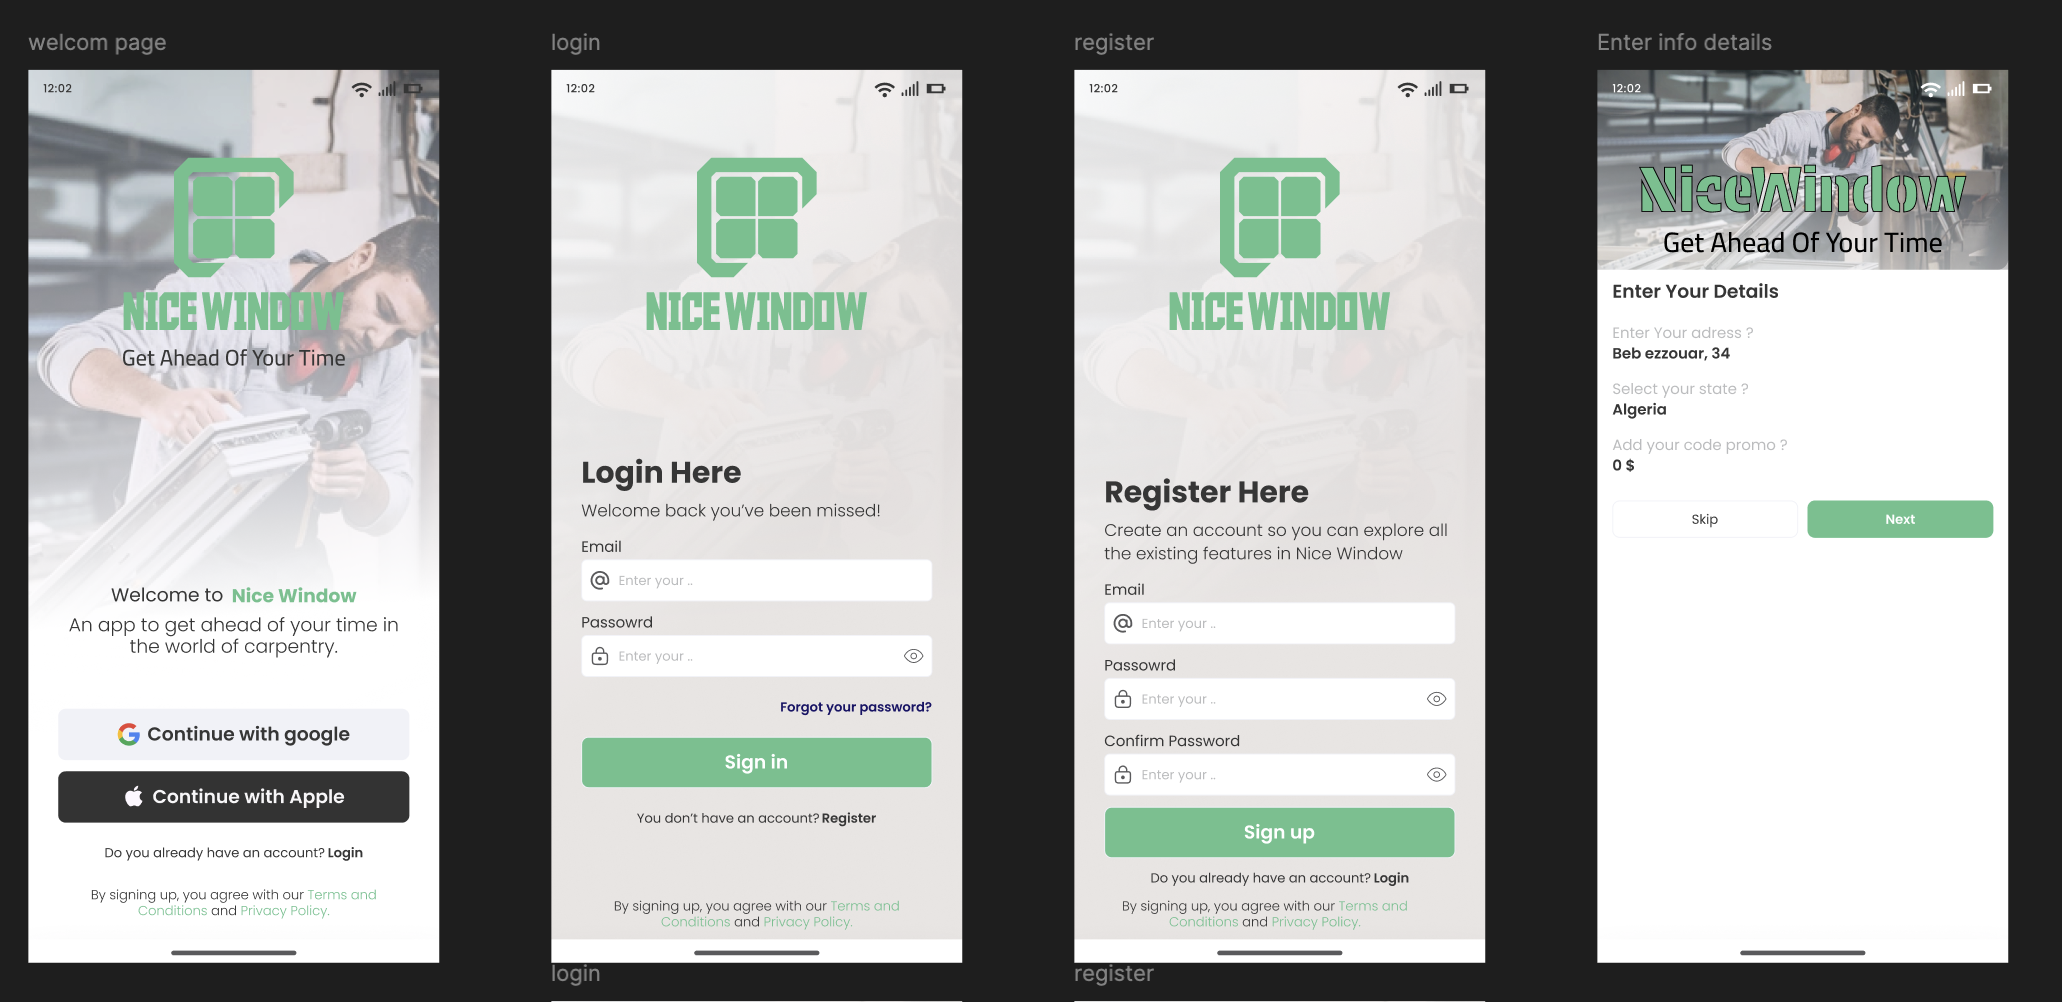 welcom page
12:02
NICE WINDOW
Get Ahead Of Your Time
Welcome to Nice Window
An app to get ahead of your time in
the world of carpentry.
Continue with google
Continue with Apple
Do you already have an account? Login
By signing up, you agree with our Terms and
Conditions and Privacy Policy.
login
12:02
NICE WINDOW
Login Here
Welcome back you've been missed!
Email
Enter your ..
Passowrd
Enter your ..
Forgot your password?
Sign in
You don't have an account? Register
By signing up, you agree with our Terms and
Conditions and Privacy Policy.
login
register
12:02
NICE WINDOW
Register Here
Create an account so you can explore all
the existing features in Nice Window
Email
Enter your ..
Passowrd
Enter your ..
Confirm Password
Enter your ..
Sign up
Do you already have an account? Login
By signing up, you agree with our Terms and
Conditions and Privacy Policy.
register
Enter info details
12:02
NiceWindow
Get Ahead Of Your Time
Enter Your Details
Enter Your adress ?
Beb ezzouar, 34
Select your state ?
Algeria
Add your code promo ?
0 $
Skip
Next